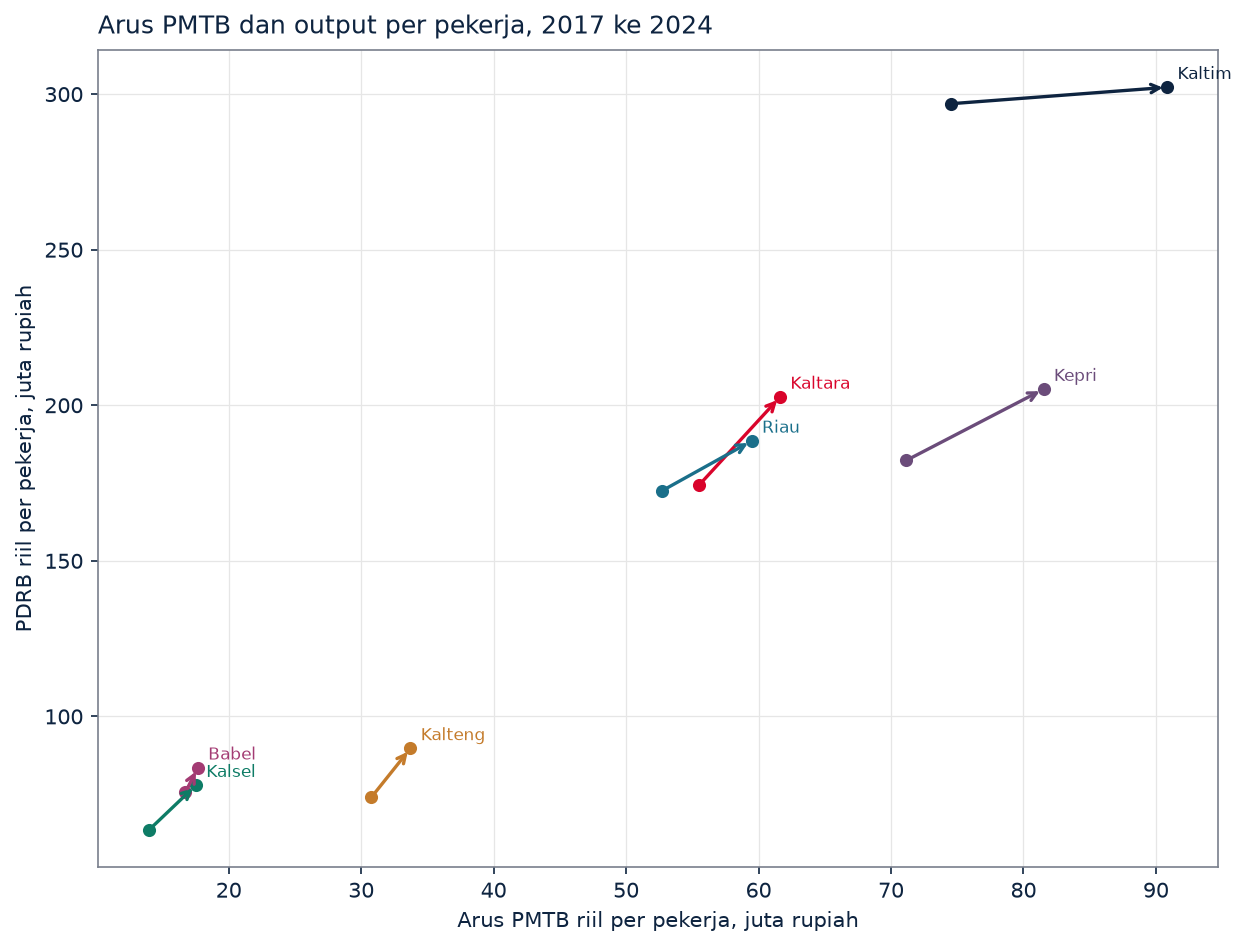 Arus PMTB dan output per pekerja, 2017 ke 2024
Kaltim
300
250
Kepri
Kaltara
200
Riau
PDRB riil per pekerja, juta rupiah
150
Kalteng
100
Babel
Kalsel
20 30 40 50 60 70 80 90
Arus PMTB riil per pekerja, juta rupiah